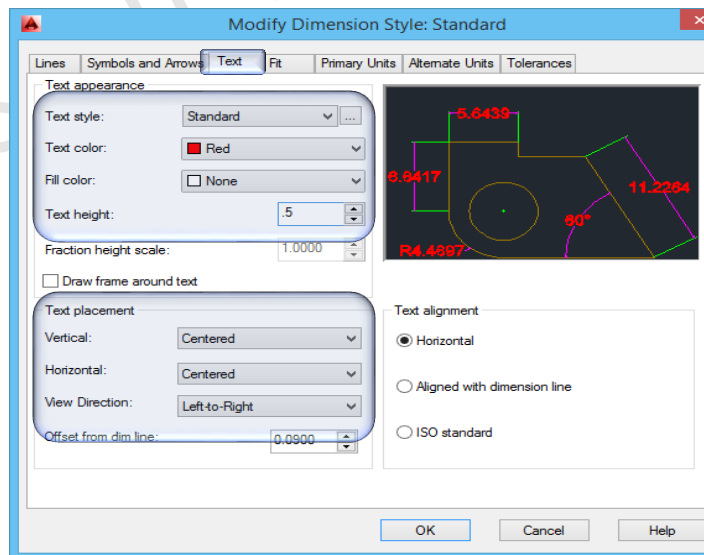 Modify Dimension Style: Standard
Lines Symbols and Arrows Text Fit Primary Units Alternate Units Tolerances
Text appearance
Text style: Standard ...
Text color: Red
Fill color: None
Text height: .5
Fraction height scale: 1.0000
Draw frame around text
5.6439
6.6417
11.2264
60°
R4.4697
Text placement
Vertical: Centered
Horizontal: Centered
View Direction: Left-to-Right
Offset from dim line: 0.0900
Text alignment
Horizontal
Aligned with dimension line
ISO standard
OK Cancel Help